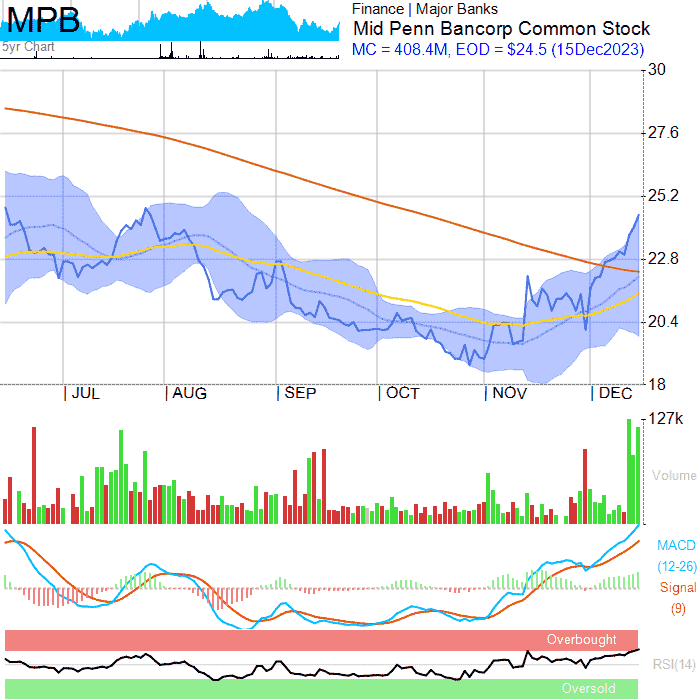 MPB
5yr Chart
Finance | Major Banks
Mid Penn Bancorp Common Stock
MC = 408.4M, EOD = $24.5 (15Dec2023)
30
27.6
25.2
22.8
20.4
18
| JUL | AUG | SEP | OCT | NOV | DEC
127k
Volume
MACD
(12-26)
Signal
(9)
Overbought
RSI(14)
Oversold